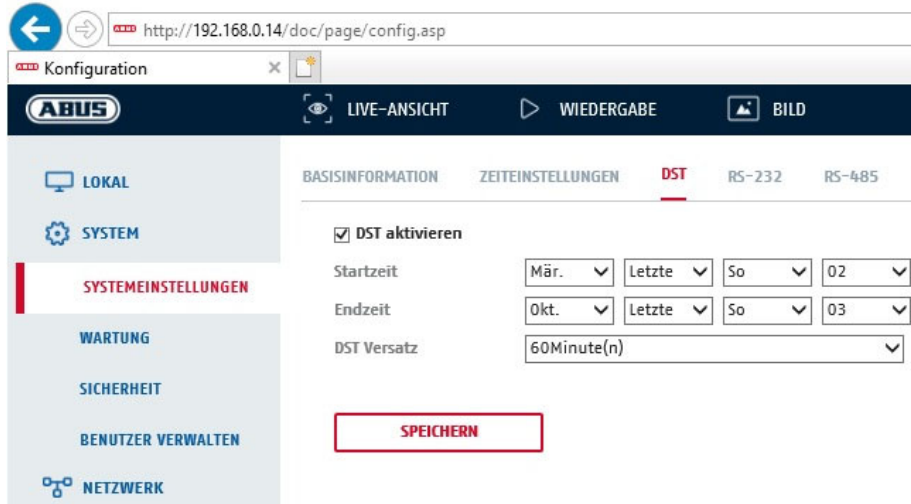 http://192.168.0.14/doc/page/config.asp
Konfiguration
ABUS LIVE-ANSICHT WIEDERGABE BILD
LOKAL
SYSTEM
SYSTEMEINSTELLUNGEN
WARTUNG
SICHERHEIT
BENUTZER VERWALTEN
NETZWERK
BASISINFORMATION ZEITEINSTELLUNGEN DST RS-232 RS-485
DST aktivieren
Startzeit Mär. Letzte So 02
Endzeit Okt. Letzte So 03
DST Versatz 60Minute(n)
SPEICHERN